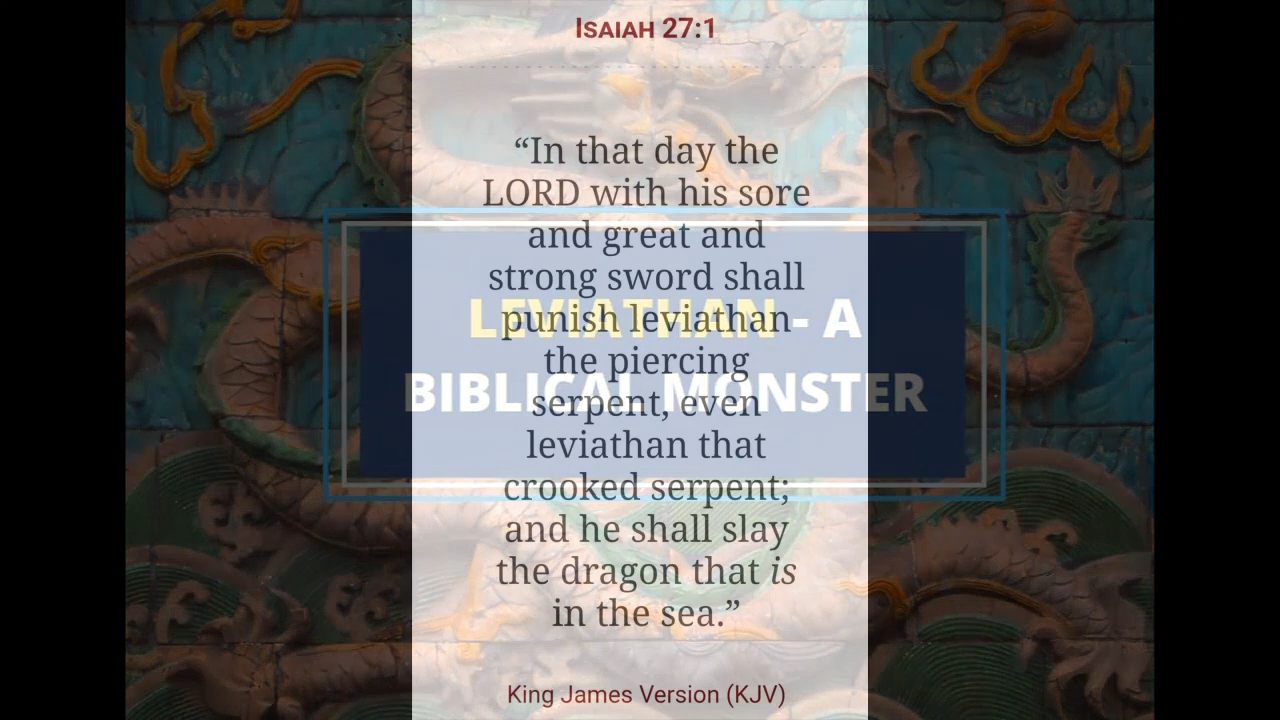 Isaiah 27:1
“In that day the
LORD with his sore
and great and
strong sword shall
punish leviathan
the piercing
serpent, even
leviathan that
crooked serpent;
and he shall slay
the dragon that is
in the sea.”
King James Version (KJV)
LEVIATHAN - A
BIBLICAL MONSTER